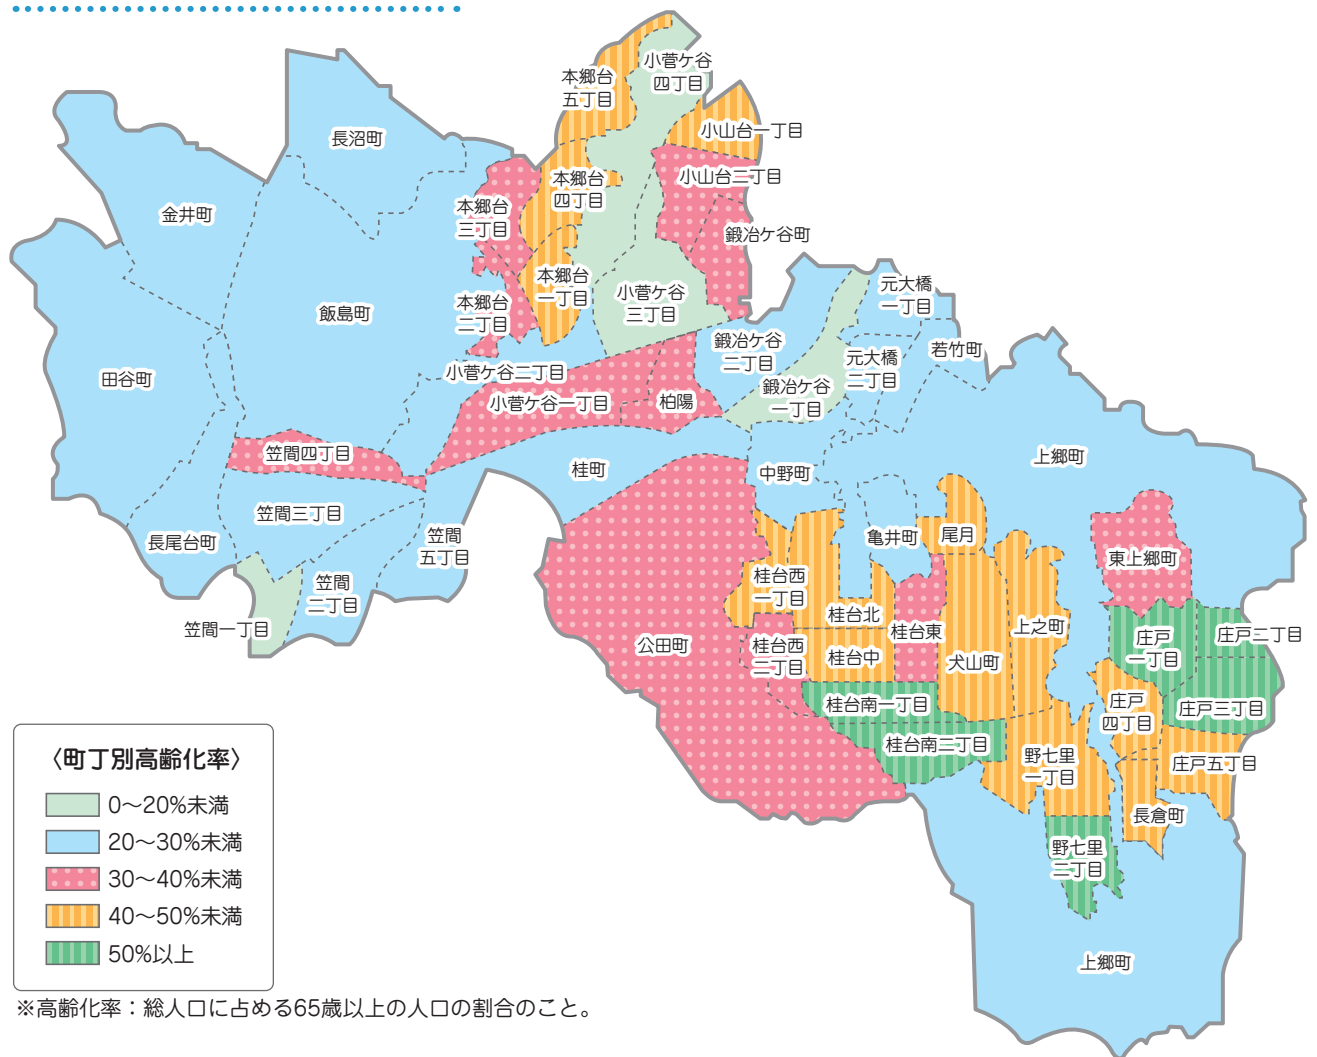 小菅ケ谷
四丁目
本郷台
五丁目
小山台一丁目
長沼町
小山台二丁目
本郷台
四丁目
金井町
本郷台
三丁目
鍛冶ケ谷町
本郷台
一丁目
小菅ケ谷
三丁目
元大橋
一丁目
飯島町
本郷台
二丁目
鍛冶ケ谷
二丁目
若竹町
元大橋
二丁目
田谷町
小菅ケ谷二丁目
鍛冶ケ谷
一丁目
小菅ケ谷一丁目
柏陽
笠間四丁目
桂町
中野町
上郷町
笠間三丁目
長尾台町
笠間
五丁目
亀井町
尾月
東上郷町
笠間
二丁目
桂台西
一丁目
桂台北
笠間一丁目
公田町
桂台西
二丁目
桂台中
桂台東
上之町
犬山町
庄戸
一丁目
庄戸二丁目
桂台南一丁目
庄戸
四丁目
庄戸三丁目
桂台南二丁目
野七里
一丁目
庄戸五丁目
長倉町
野七里
二丁目
上郷町
〈町丁別高齢化率〉
0〜20%未満
20〜30%未満
30〜40%未満
40〜50%未満
50%以上
※高齢化率：総人口に占める65歳以上の人口の割合のこと。